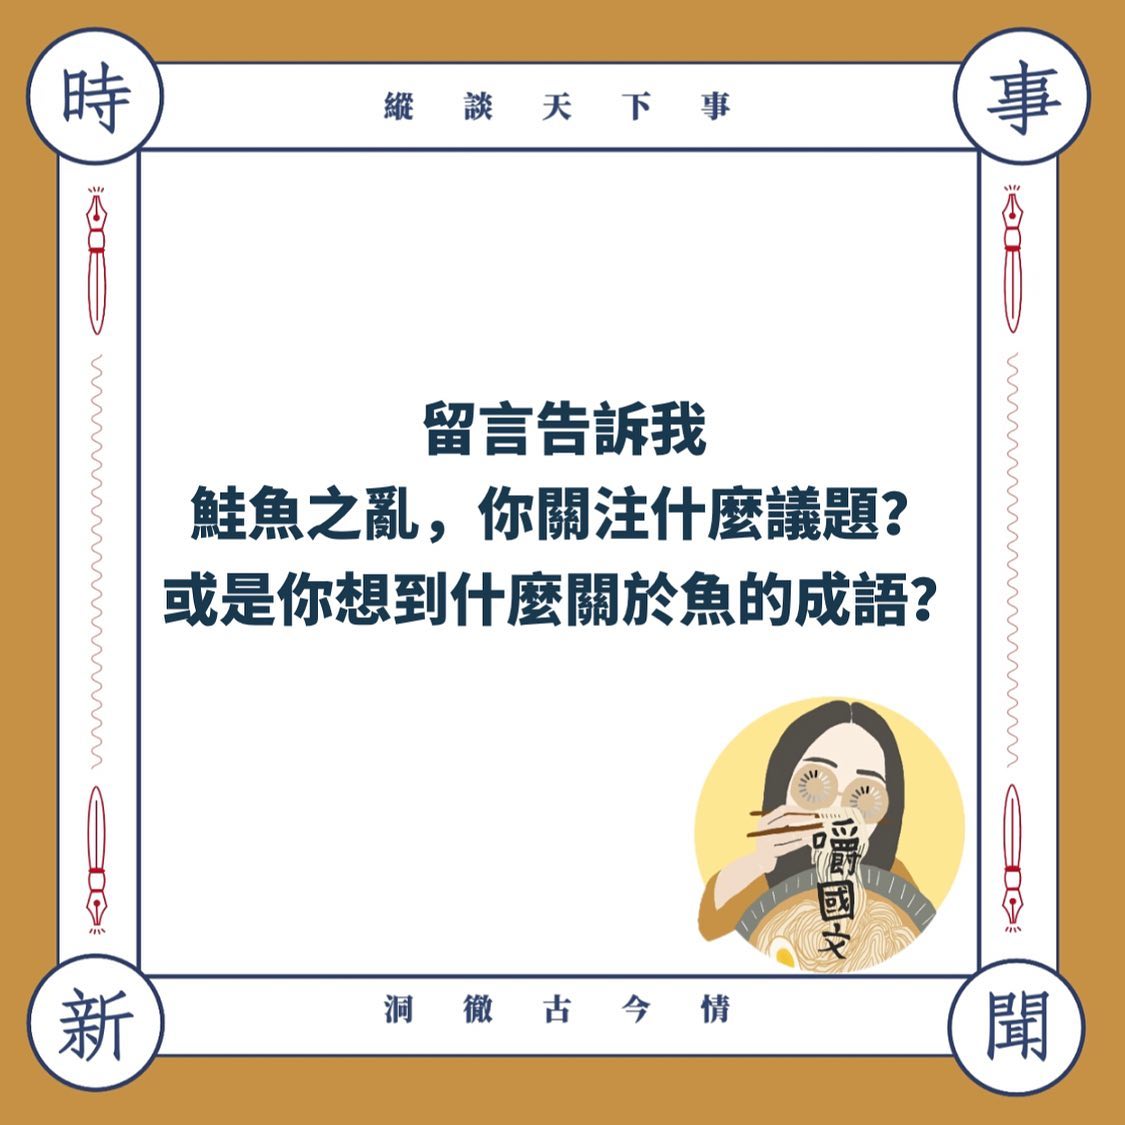 時
事
縱談天下事
留言告訴我
鮭魚之亂，你關注什麼議題？
或是你想到什麼關於魚的成語？
嚼國文
洞徹古今情
新
聞